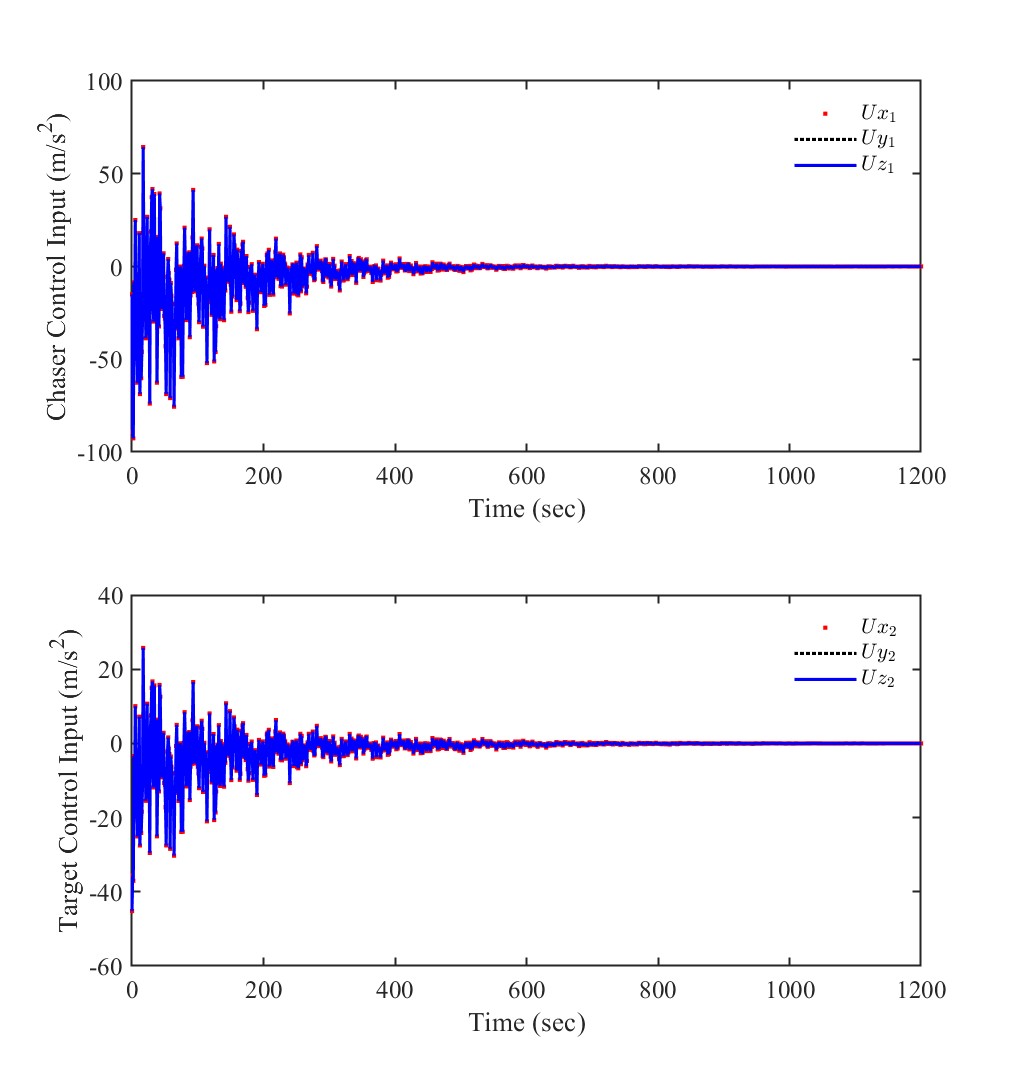 100
50
0
-50
-100
Chaser Control Input (m/s²)
Ux₁
Uy₁
Uz₁
0 200 400 600 800 1000 1200
Time (sec)
40
20
0
-20
-40
-60
Target Control Input (m/s²)
Ux₂
Uy₂
Uz₂
0 200 400 600 800 1000 1200
Time (sec)